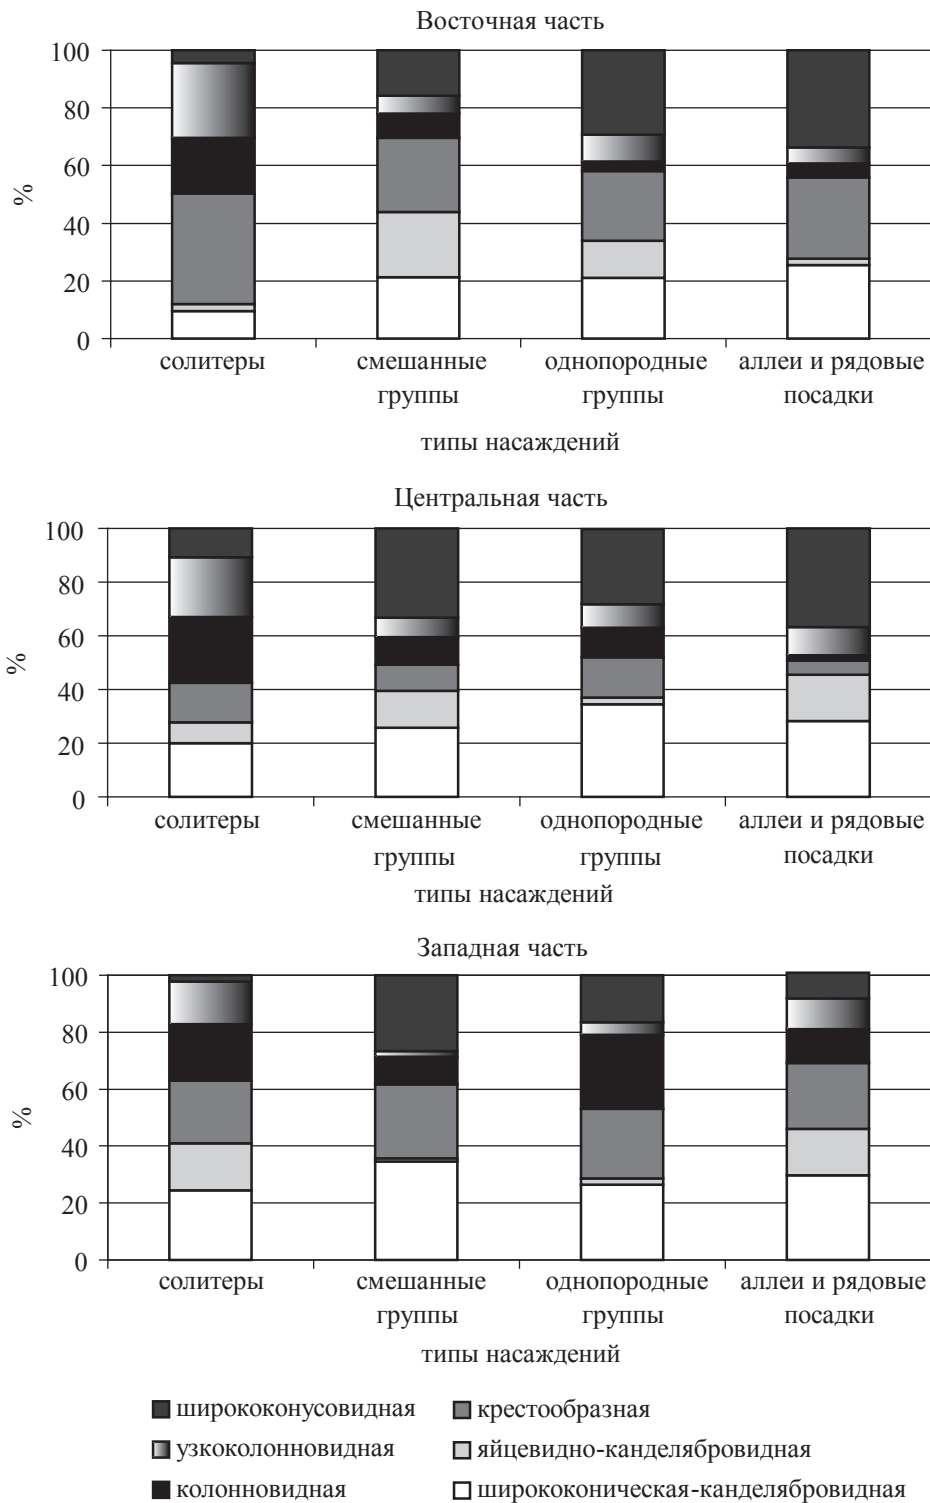 Восточная часть
100
80
60
40
20
0
%
солитеры смешанные группы однопородные группы аллеи и рядовые посадки
типы насаждений
Центральная часть
100
80
60
40
20
0
%
солитеры смешанные группы однопородные группы аллеи и рядовые посадки
типы насаждений
Западная часть
100
80
60
40
20
0
%
солитеры смешанные группы однопородные группы аллеи и рядовые посадки
типы насаждений
ширококонусовидная
узкоколонновидная
колонновидная
крестообразная
яйцевидно-канделябровидная
ширококоническая-канделябровидная